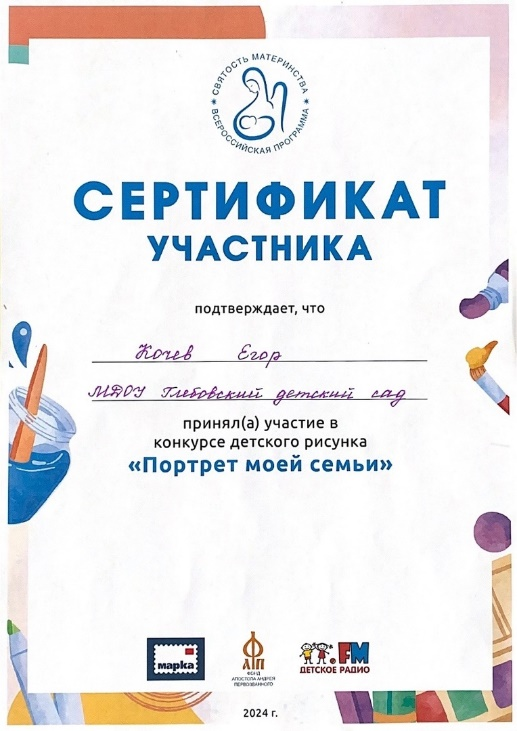 СВЯТОСТЬ МАТЕРИНСТВА
ВСЕРОССИЙСКАЯ ПРОГРАММА
СЕРТИФИКАТ
УЧАСТНИКА
подтверждает, что
Кочев Егор
МДОУ Глебовский детский сад
принял(а) участие в
конкурсе детского рисунка
«Портрет моей семьи»
марка
ФАП
ФОНД
АПОСТОЛА АНДРЕЯ
ПЕРВОЗВАННОГО
.FM
ДЕТСКОЕ РАДИО
2024 г.